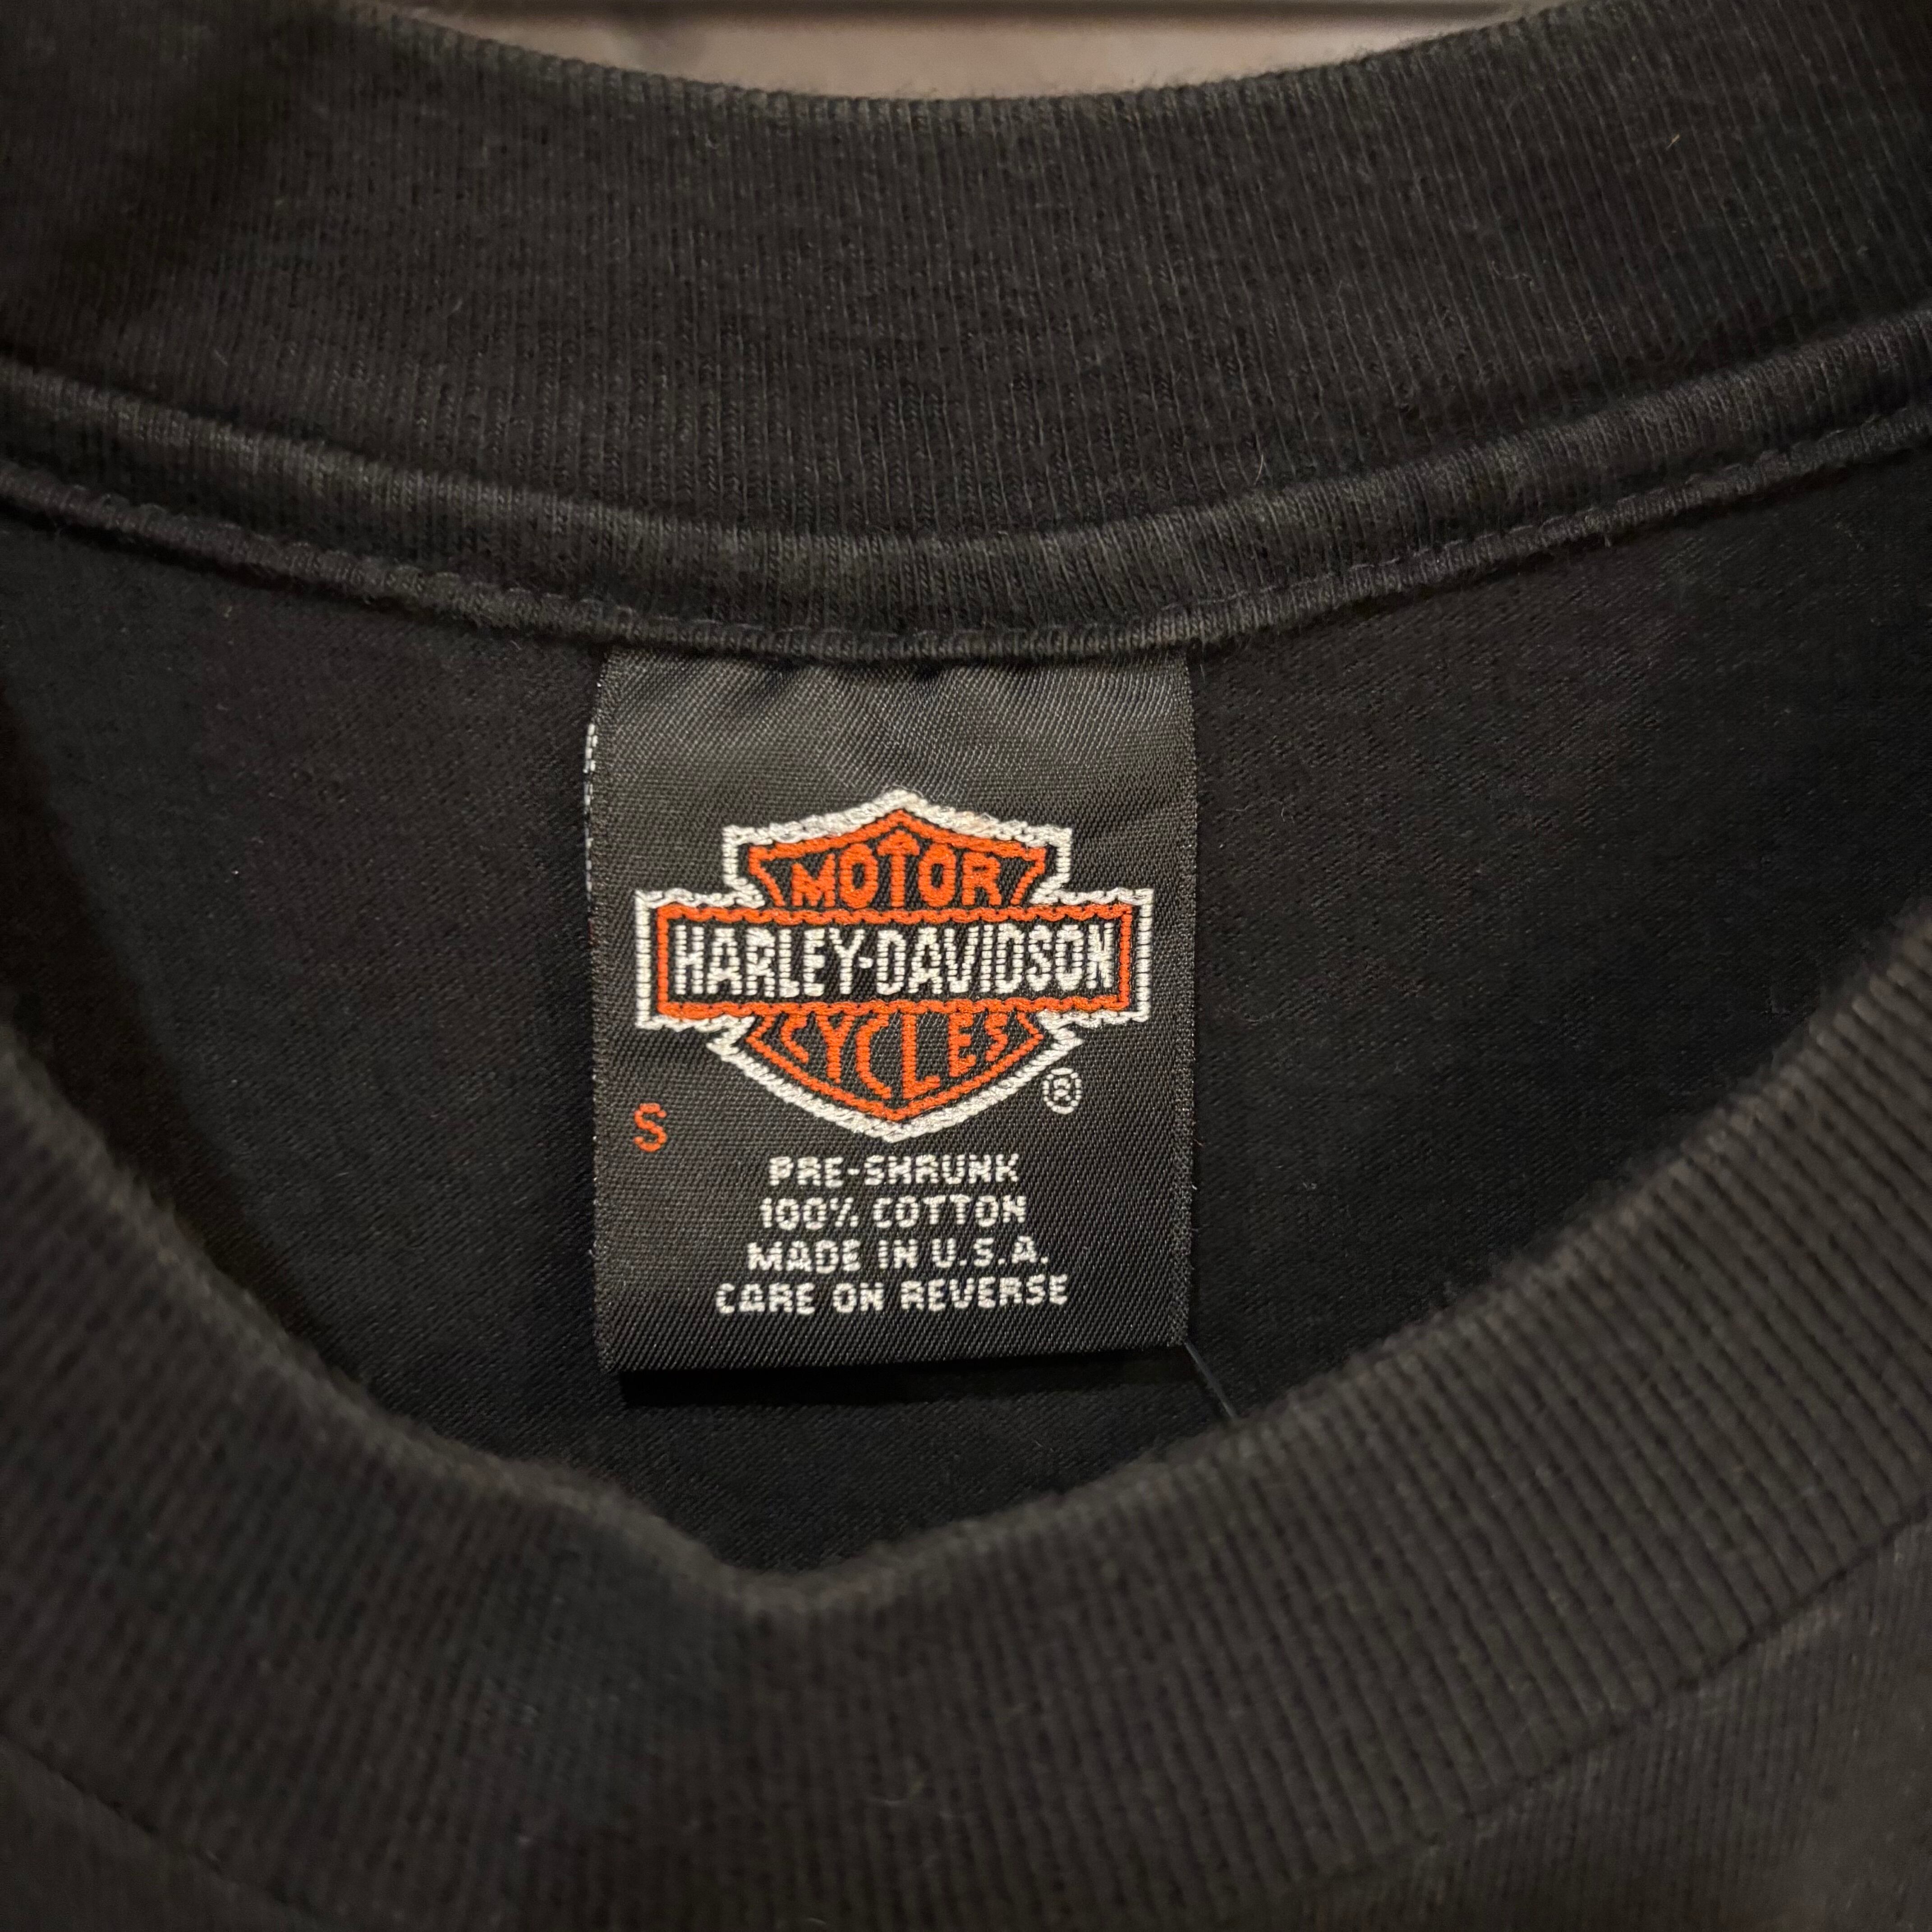 MOTOR
HARLEY-DAVIDSON
CYCLES
®
S
PRE-SHRUNK
100% COTTON
MADE IN U.S.A.
CARE ON REVERSE